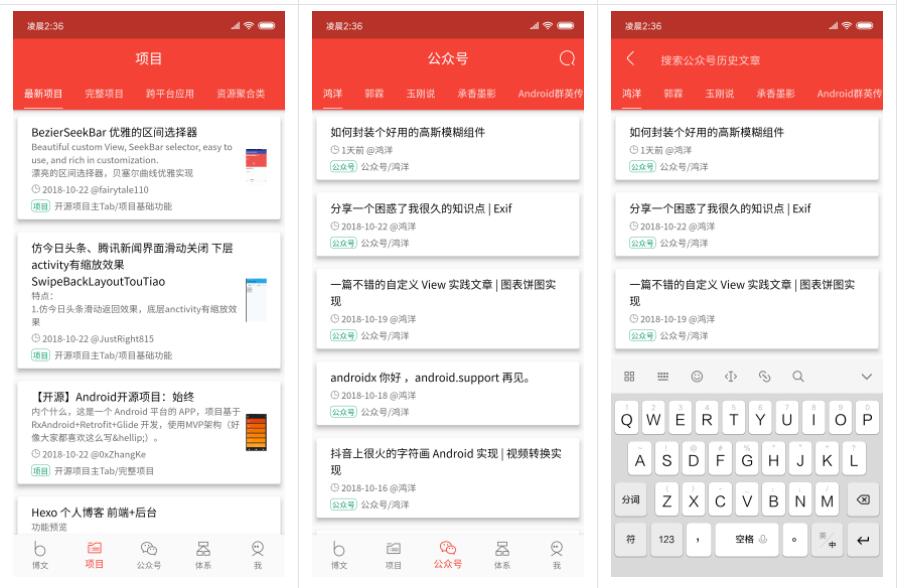 凌晨2:36
项目
最新项目 完整项目 跨平台应用 资源聚合类
BezierSeekBar 优雅的区间选择器
Beautiful custom View, SeekBar selector, easy to
use, and rich in customization.
漂亮的区间选择器，贝塞尔曲线优雅实现
2018-10-22 @fairytale110
项目 开源项目主Tab/项目基础功能
仿今日头条、腾讯新闻界面滑动关闭 下层
activity有缩放效果
SwipeBackLayoutTouTiao
特点：
1.仿今日头条滑动返回效果，底层anctivity有缩放效
果
2018-10-22 @JustRight815
项目 开源项目主Tab/项目基础功能
【开源】Android开源项目：始终
内个什么，这是一个 Android 平台的 APP，项目基于
RxAndroid+Retrofit+Glide 开发，使用MVP架构（好
像大家都喜欢这么写&hellip;）。
2018-10-22 @0xZhangKe
项目 开源项目主Tab/完整项目
Hexo 个人博客 前端+后台
功能预览
博文 项目 公众号 体系 我
凌晨2:36
公众号
鸿洋 郭霖 玉刚说 承香墨影 Android群英传
如何封装个好用的高斯模糊组件
1天前 @鸿洋
公众号 公众号/鸿洋
分享一个困惑了我很久的知识点 | Exif
2018-10-22 @鸿洋
公众号 公众号/鸿洋
一篇不错的自定义 View 实践文章 | 图表饼图实
现
2018-10-19 @鸿洋
公众号 公众号/鸿洋
androidx 你好 ，android.support 再见。
2018-10-18 @鸿洋
公众号 公众号/鸿洋
抖音上很火的字符画 Android 实现 | 视频转换实
现
2018-10-16 @鸿洋
公众号 公众号/鸿洋
博文 项目 公众号 体系 我
凌晨2:36
搜索公众号历史文章
鸿洋 郭霖 玉刚说 承香墨影 Android群英传
如何封装个好用的高斯模糊组件
1天前 @鸿洋
公众号 公众号/鸿洋
分享一个困惑了我很久的知识点 | Exif
2018-10-22 @鸿洋
公众号 公众号/鸿洋
一篇不错的自定义 View 实践文章 | 图表饼图实
现
2018-10-19 @鸿洋
公众号 公众号/鸿洋
1 2 3 4 5 6 7 8 9 0
Q W E R T Y U I O P
A S D F G H J K L
分词 Z X C V B N M
符 123 ， 空格 。 英/中